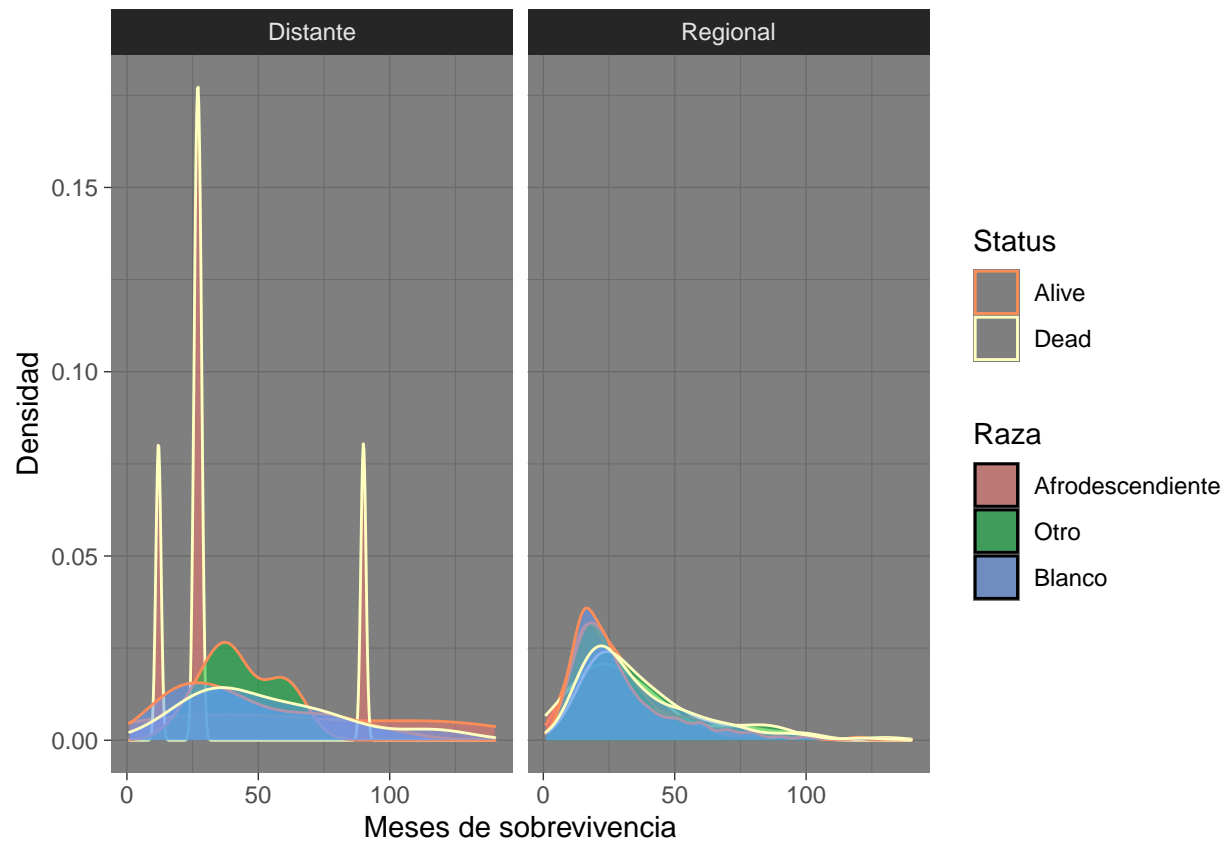 Distante
Regional
0.15
0.10
0.05
0.00
Densidad
0
50
100
0
50
100
Meses de sobrevivencia
Status
Alive
Dead
Raza
Afrodescendiente
Otro
Blanco